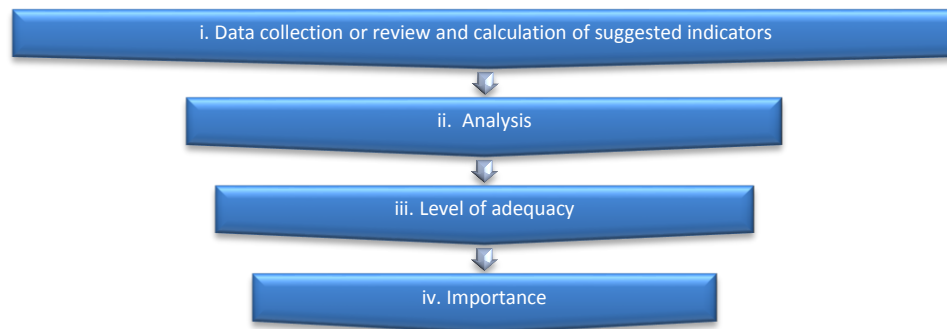 i. Data collection or review and calculation of suggested indicators
ii. Analysis
iii. Level of adequacy
iv. Importance